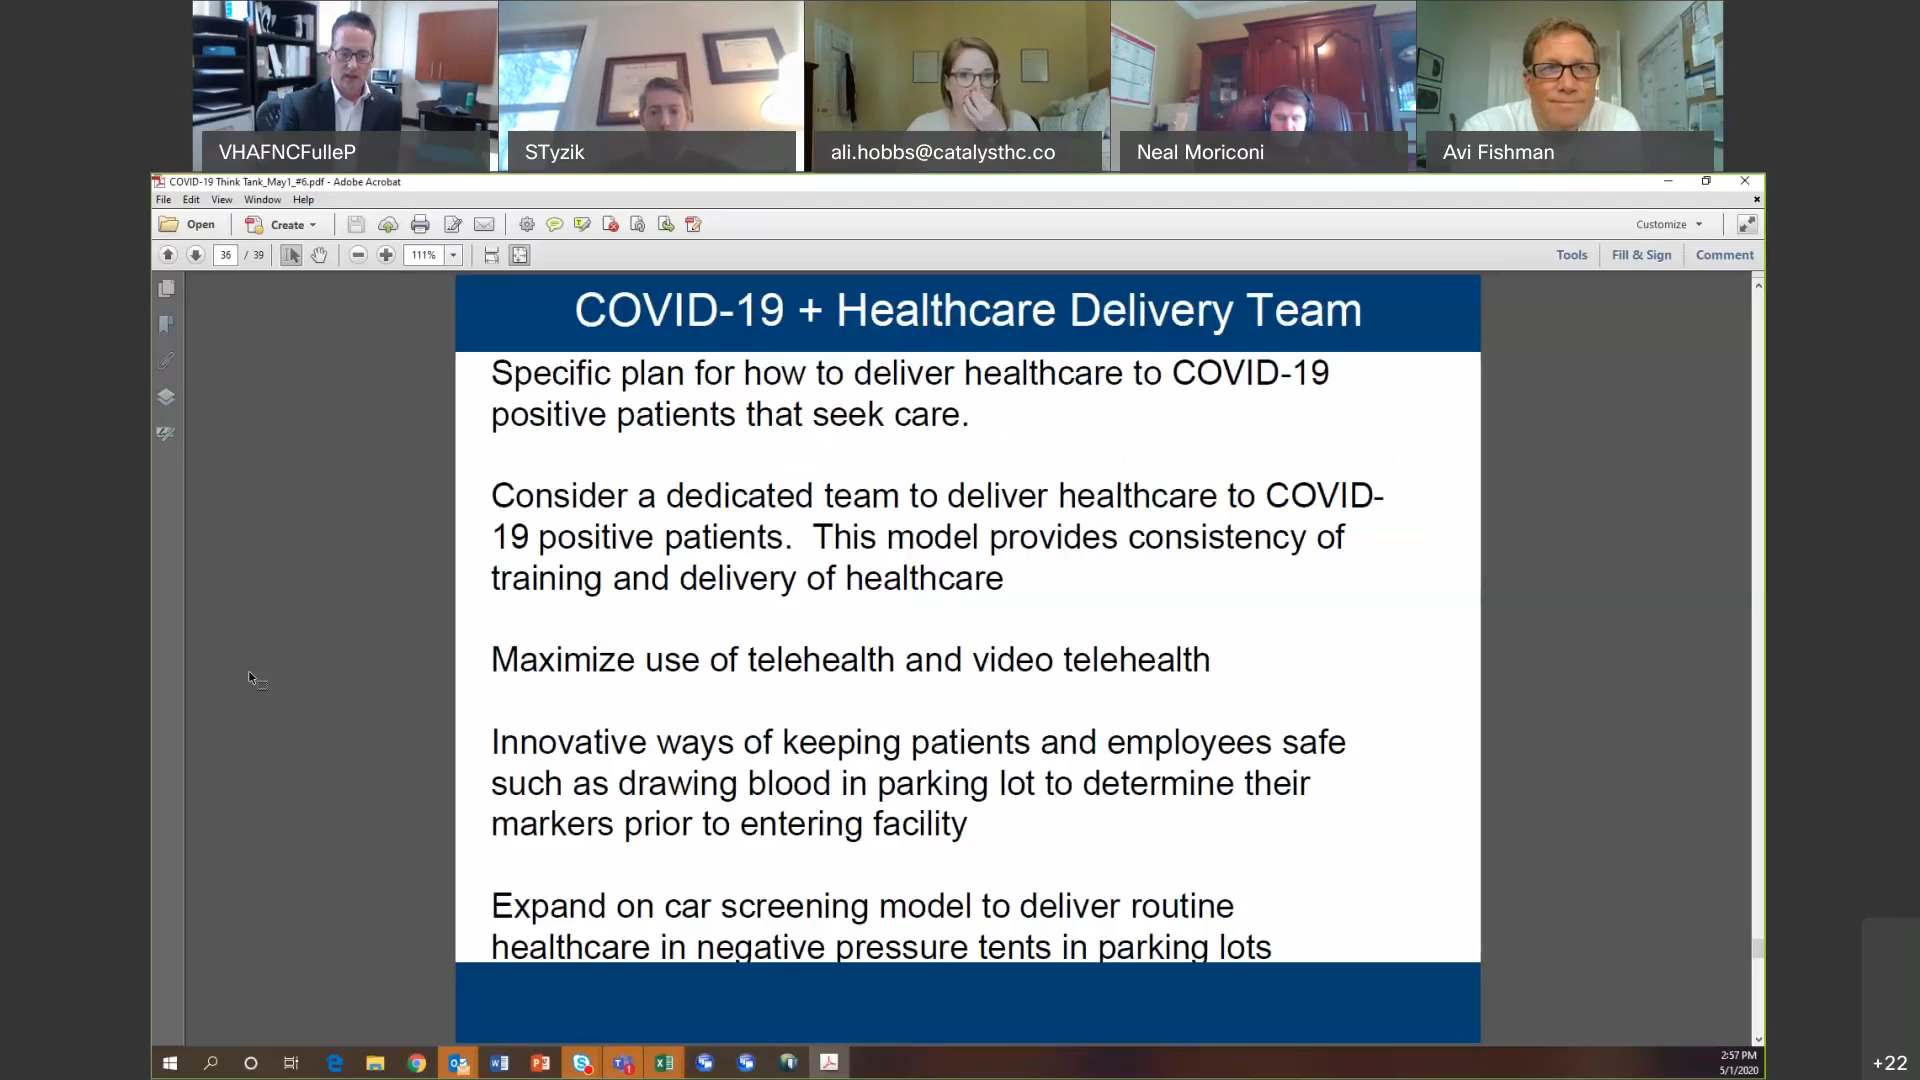 VHAFNCFulleP
STyzik
ali.hobbs@catalysthc.co
Neal Moriconi
Avi Fishman
COVID-19 Think Tank_May1_#6.pdf - Adobe Acrobat
File Edit View Window Help
Open Create Customize
36 / 39 111% Tools Fill & Sign Comment
COVID-19 + Healthcare Delivery Team
Specific plan for how to deliver healthcare to COVID-19
positive patients that seek care.
Consider a dedicated team to deliver healthcare to COVID-
19 positive patients.  This model provides consistency of
training and delivery of healthcare
Maximize use of telehealth and video telehealth
Innovative ways of keeping patients and employees safe
such as drawing blood in parking lot to determine their
markers prior to entering facility
Expand on car screening model to deliver routine
healthcare in negative pressure tents in parking lots
2:57 PM
5/1/2020
+22